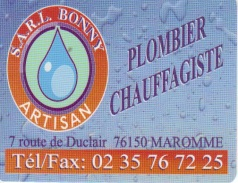 S.A.R.L. BONNY
ARTISAN
PLOMBIER
CHAUFFAGISTE
7 route de Duclair 76150 MAROMME
Tél/Fax: 02 35 76 72 25